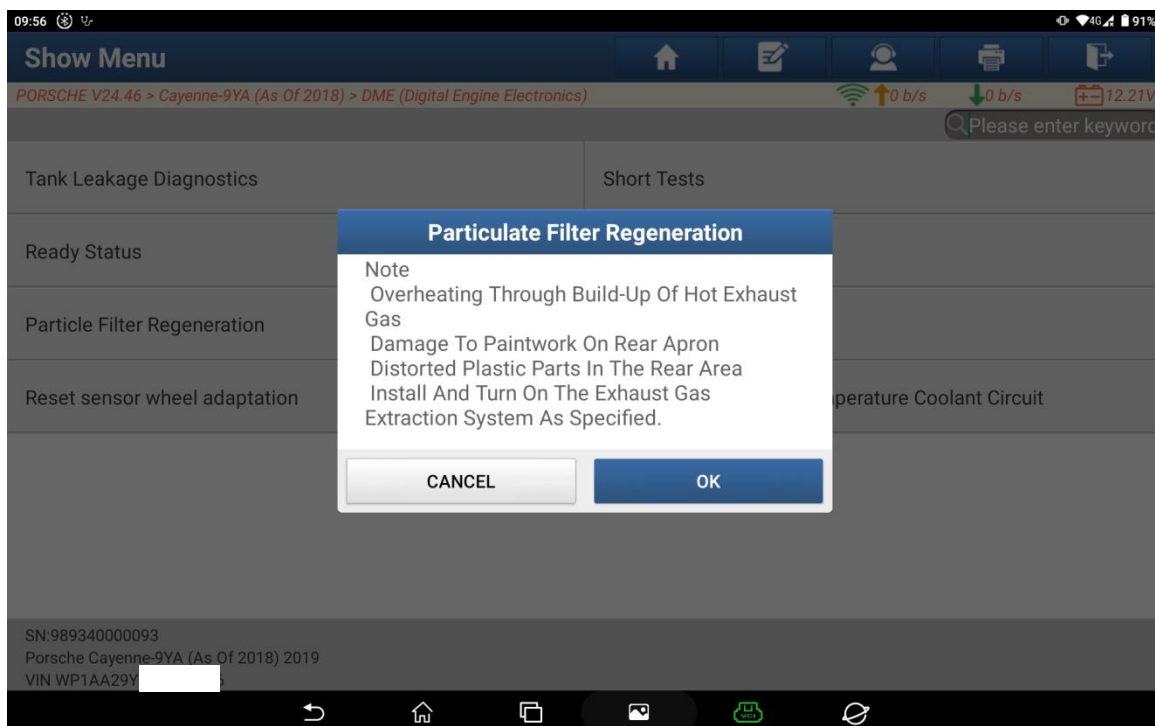 09:56
4G 91%
Show Menu
PORSCHE V24.46 > Cayenne-9YA (As Of 2018) > DME (Digital Engine Electronics)
0 b/s
0 b/s
12.21V
Please enter keyword
Tank Leakage Diagnostics
Short Tests
Ready Status
Particulate Filter Regeneration
Note
Overheating Through Build-Up Of Hot Exhaust
Gas
Damage To Paintwork On Rear Apron
Distorted Plastic Parts In The Rear Area
Install And Turn On The Exhaust Gas
Extraction System As Specified.
CANCEL
OK
Particle Filter Regeneration
Reset sensor wheel adaptation
perature Coolant Circuit
SN:989340000093
Porsche Cayenne-9YA (As Of 2018) 2019
VIN WP1AA29Y
VCI